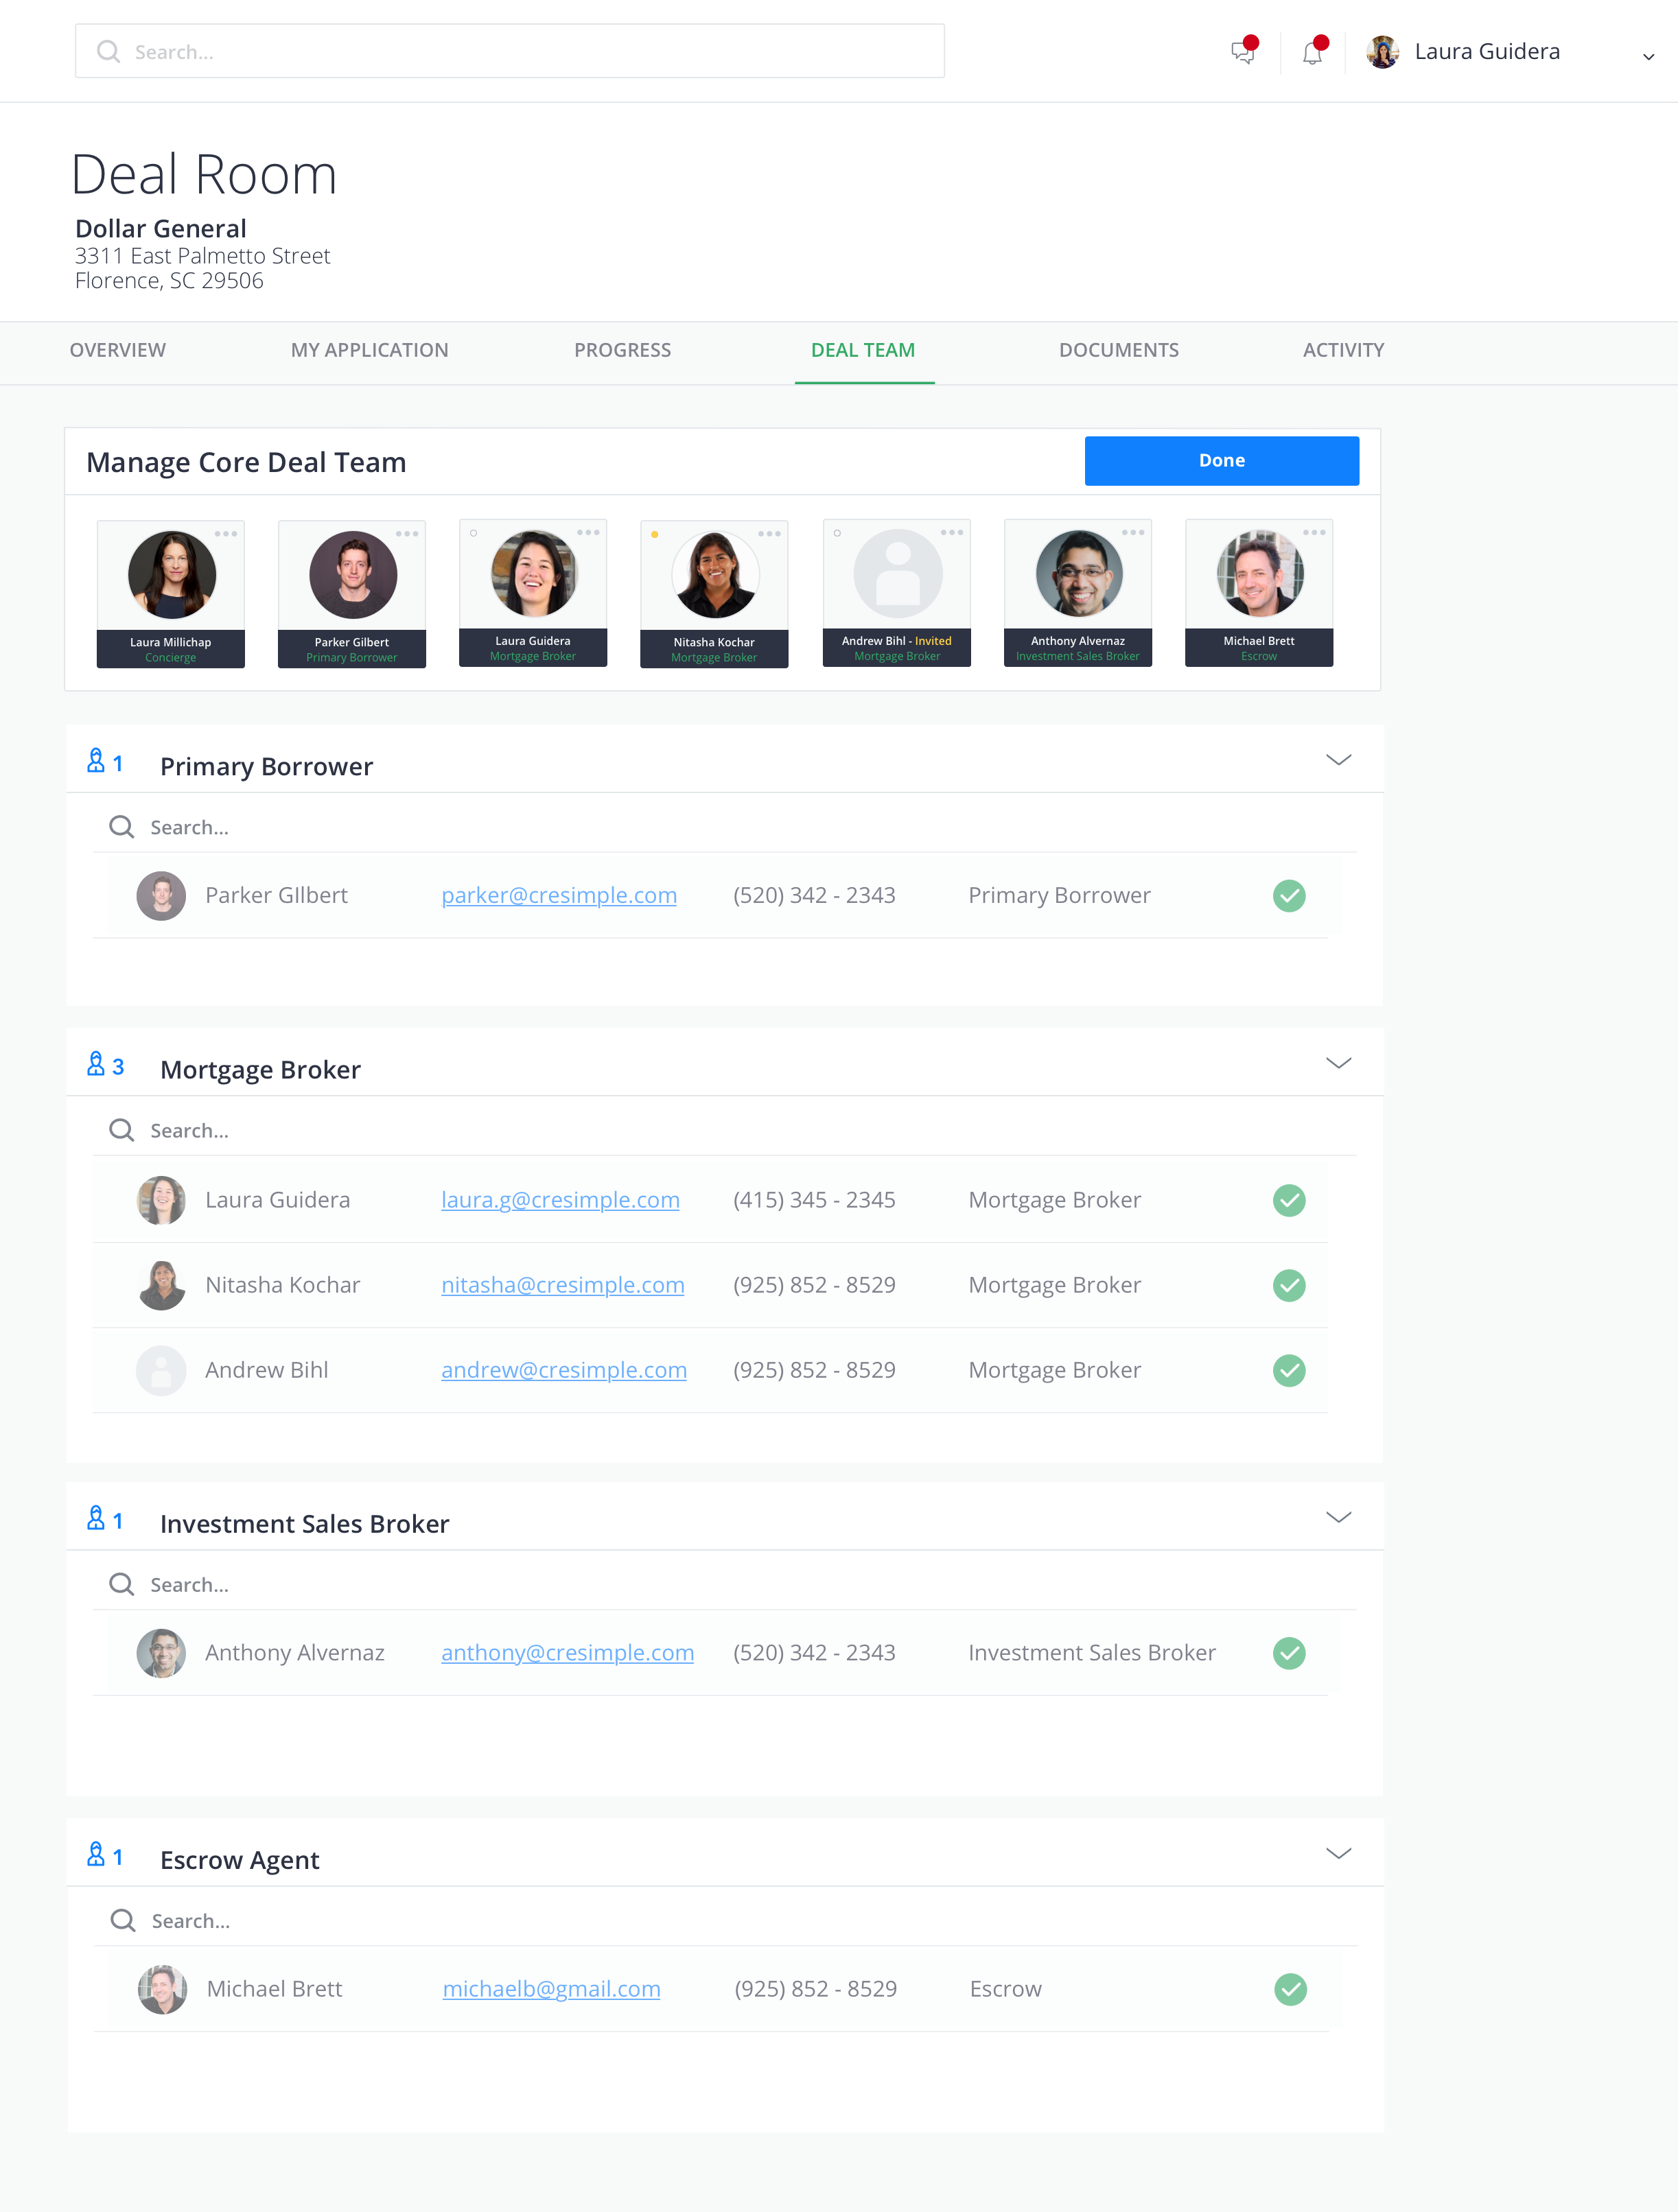 Search...
Laura Guidera
Deal Room
Dollar General
3311 East Palmetto Street
Florence, SC 29506
OVERVIEW MY APPLICATION PROGRESS DEAL TEAM DOCUMENTS ACTIVITY
Manage Core Deal Team
Done
Laura Millichap
Concierge
Parker Gilbert
Primary Borrower
Laura Guidera
Mortgage Broker
Nitasha Kochar
Mortgage Broker
Andrew Bihl - Invited
Mortgage Broker
Anthony Alvernaz
Investment Sales Broker
Michael Brett
Escrow
1 Primary Borrower
Search...
Parker GIlbert parker@cresimple.com (520) 342 - 2343 Primary Borrower
3 Mortgage Broker
Search...
Laura Guidera laura.g@cresimple.com (415) 345 - 2345 Mortgage Broker
Nitasha Kochar nitasha@cresimple.com (925) 852 - 8529 Mortgage Broker
Andrew Bihl andrew@cresimple.com (925) 852 - 8529 Mortgage Broker
1 Investment Sales Broker
Search...
Anthony Alvernaz anthony@cresimple.com (520) 342 - 2343 Investment Sales Broker
1 Escrow Agent
Search...
Michael Brett michaelb@gmail.com (925) 852 - 8529 Escrow